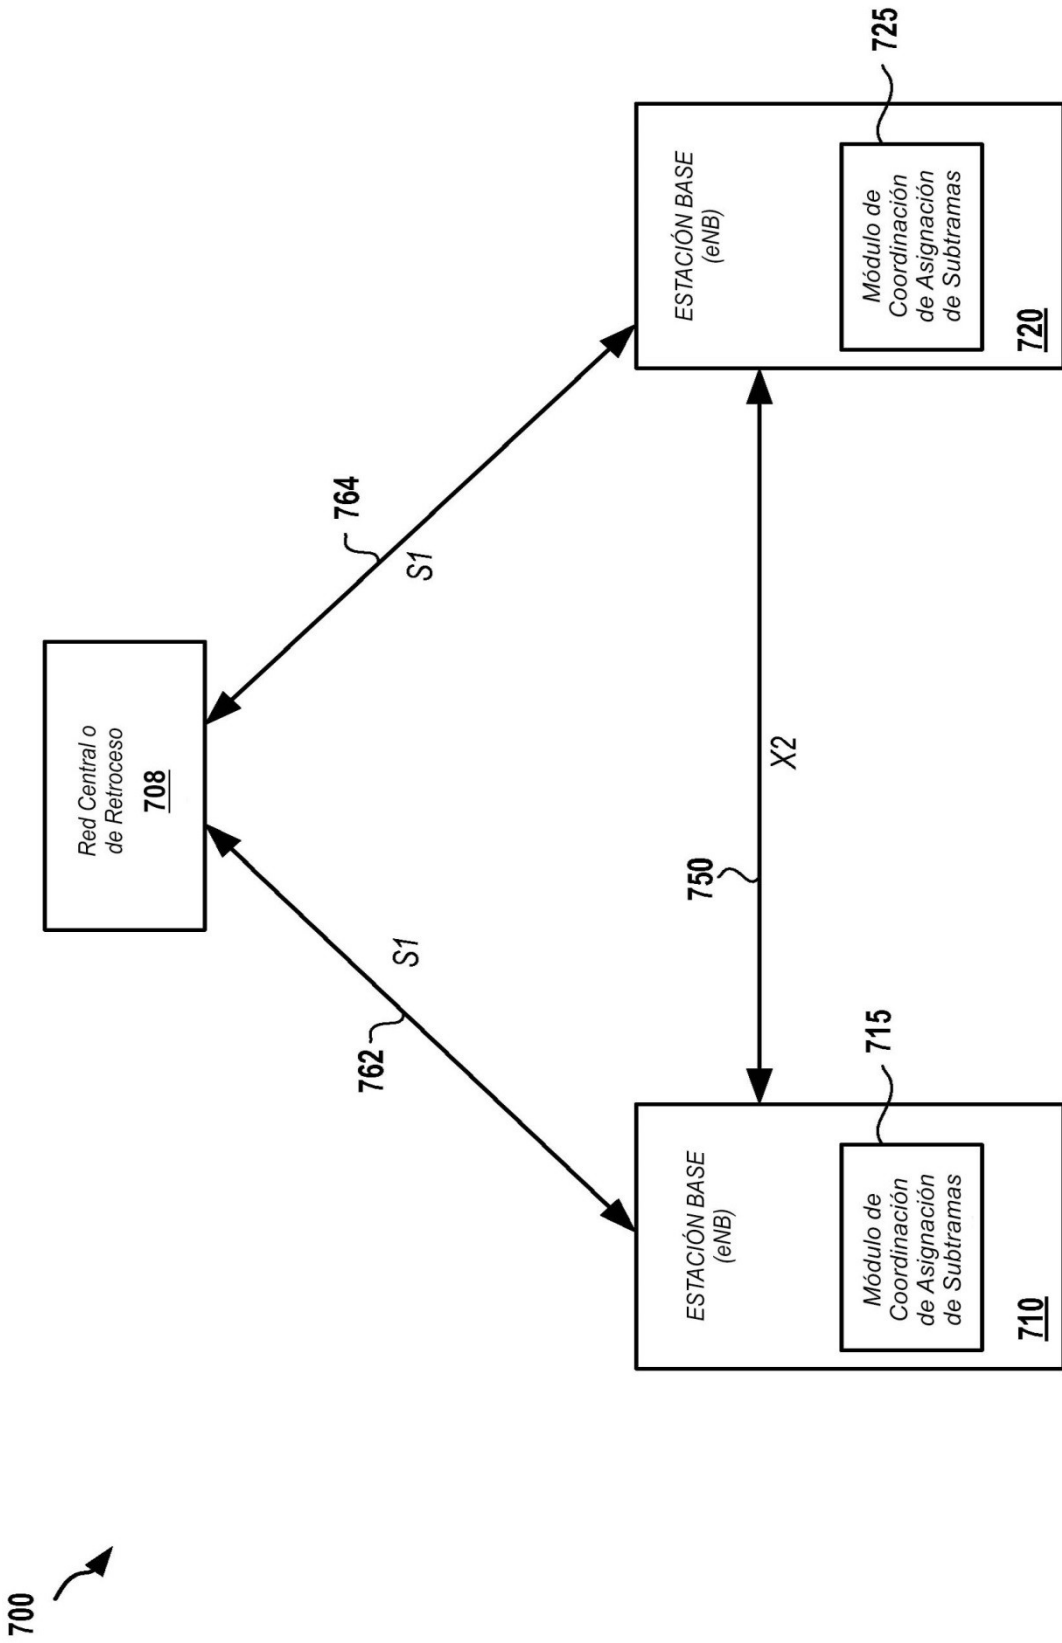 700
Red Central o
de Retroceso
708
762
S1
764
S1
750
X2
ESTACIÓN BASE
(eNB)
Módulo de
Coordinación
de Asignación
de Subtramas
715
710
ESTACIÓN BASE
(eNB)
Módulo de
Coordinación
de Asignación
de Subtramas
725
720